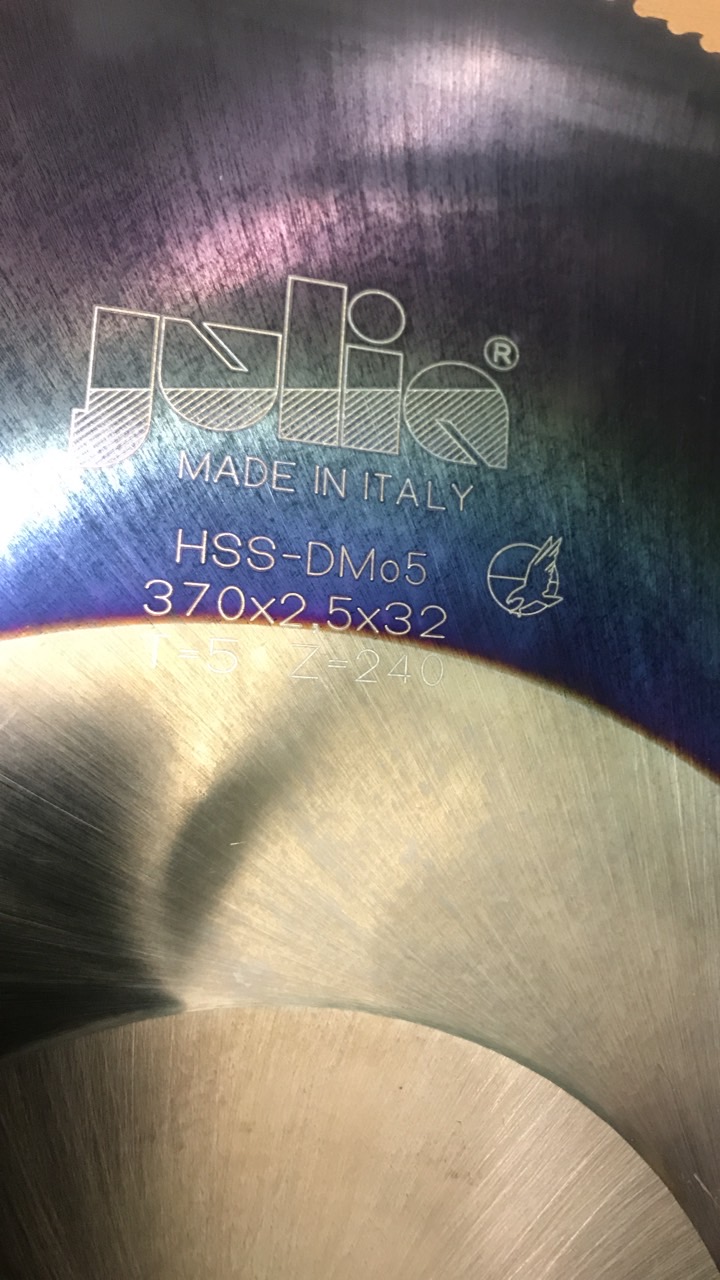 julia®
MADE IN ITALY
HSS-DMo5
370x2,5x32
T=5 Z=240